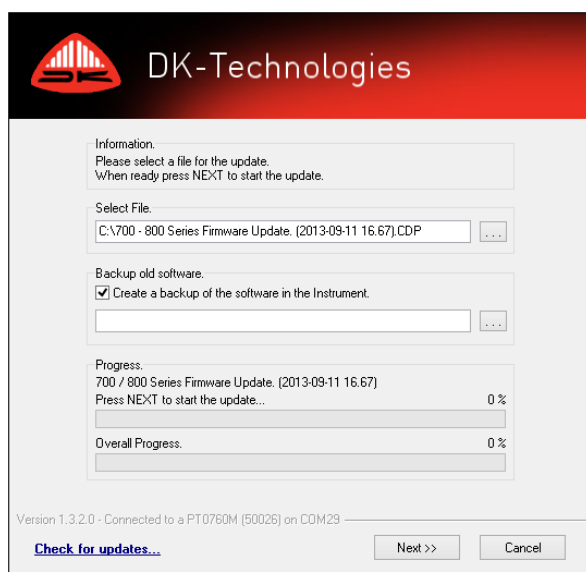 DK
DK-Technologies
Information.
Please select a file for the update.
When ready press NEXT to start the update.
Select File.
C:\700 - 800 Series Firmware Update. (2013-09-11 16.67).CDP
...
Backup old software.
Create a backup of the software in the Instrument.
...
Progress.
700 / 800 Series Firmware Update. (2013-09-11 16.67)
Press NEXT to start the update... 0 %
Overall Progress. 0 %
Version 1.3.2.0 - Connected to a PT0760M (50026) on COM29
Check for updates... Next >> Cancel